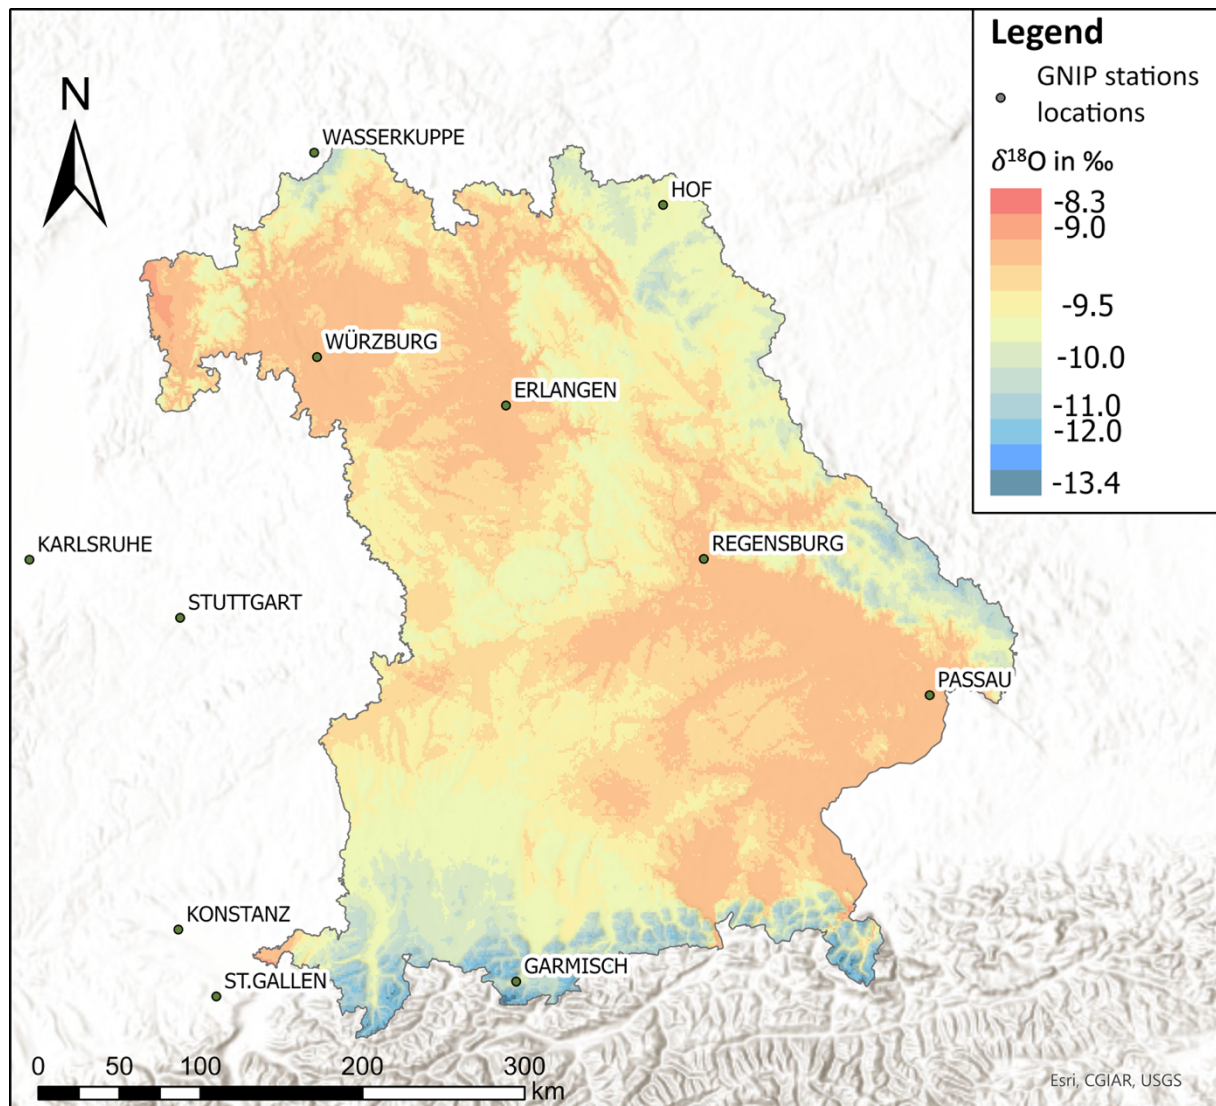 Legend
GNIP stations
locations
δ¹⁸O in ‰
-8.3
-9.0
-9.5
-10.0
-11.0
-12.0
-13.4
N
WASSERKUPPE
HOF
WÜRZBURG
ERLANGEN
KARLSRUHE
REGENSBURG
STUTTGART
PASSAU
KONSTANZ
GARMISCH
ST.GALLEN
0 50 100 200 300
km
Esri, CGIAR, USGS